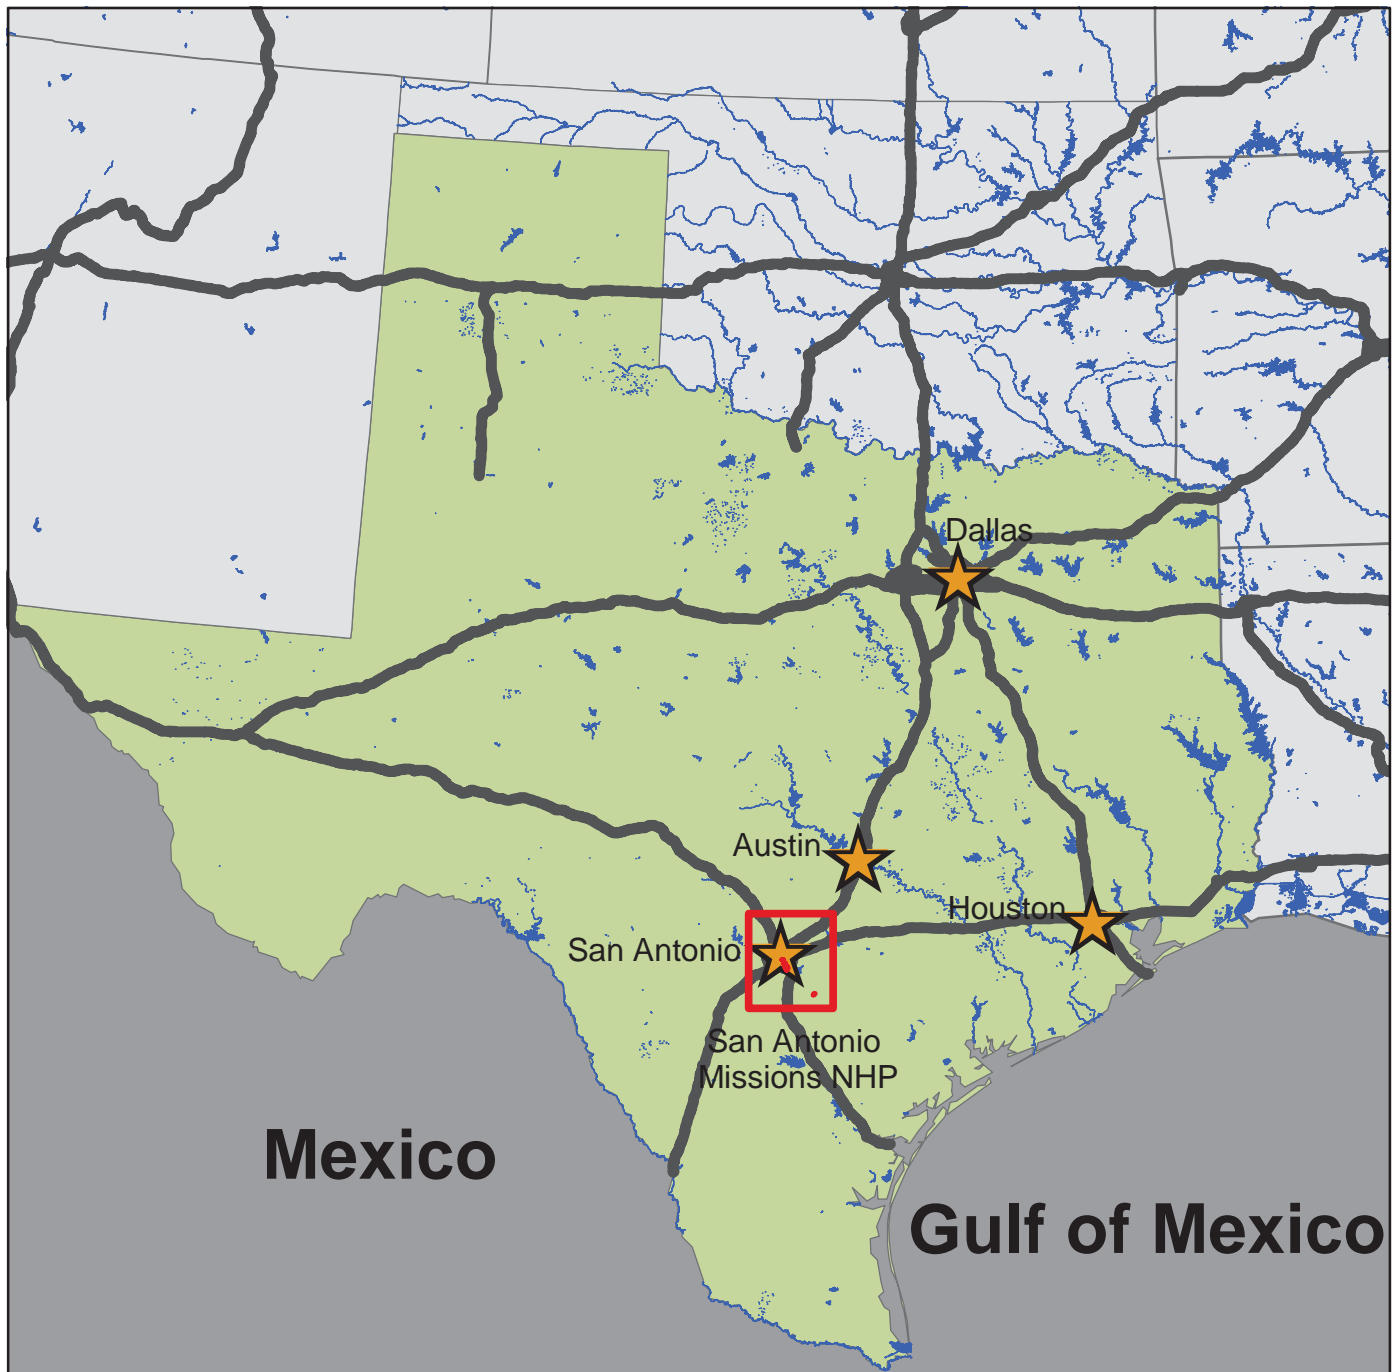 Dallas
Austin
Houston
San Antonio
San Antonio
Missions NHP
Mexico
Gulf of Mexico